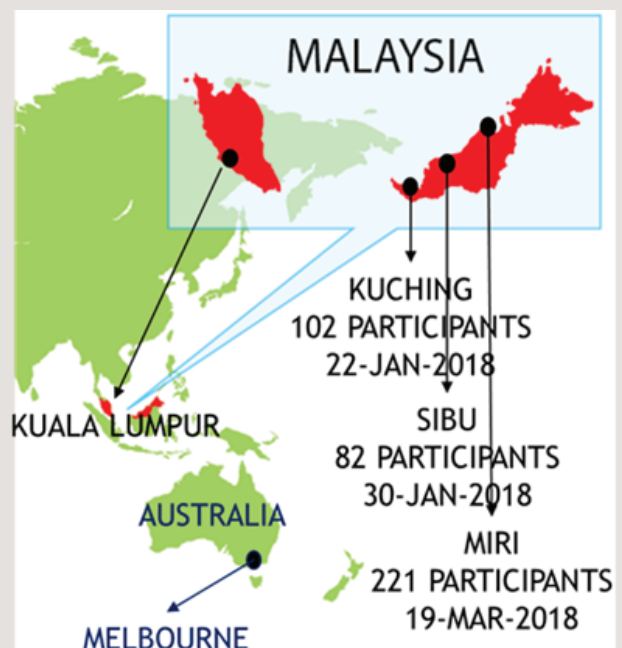 MALAYSIA
KUCHING
102 PARTICIPANTS
22-JAN-2018
KUALA LUMPUR
SIBU
82 PARTICIPANTS
30-JAN-2018
AUSTRALIA
MIRI
221 PARTICIPANTS
19-MAR-2018
MELBOURNE